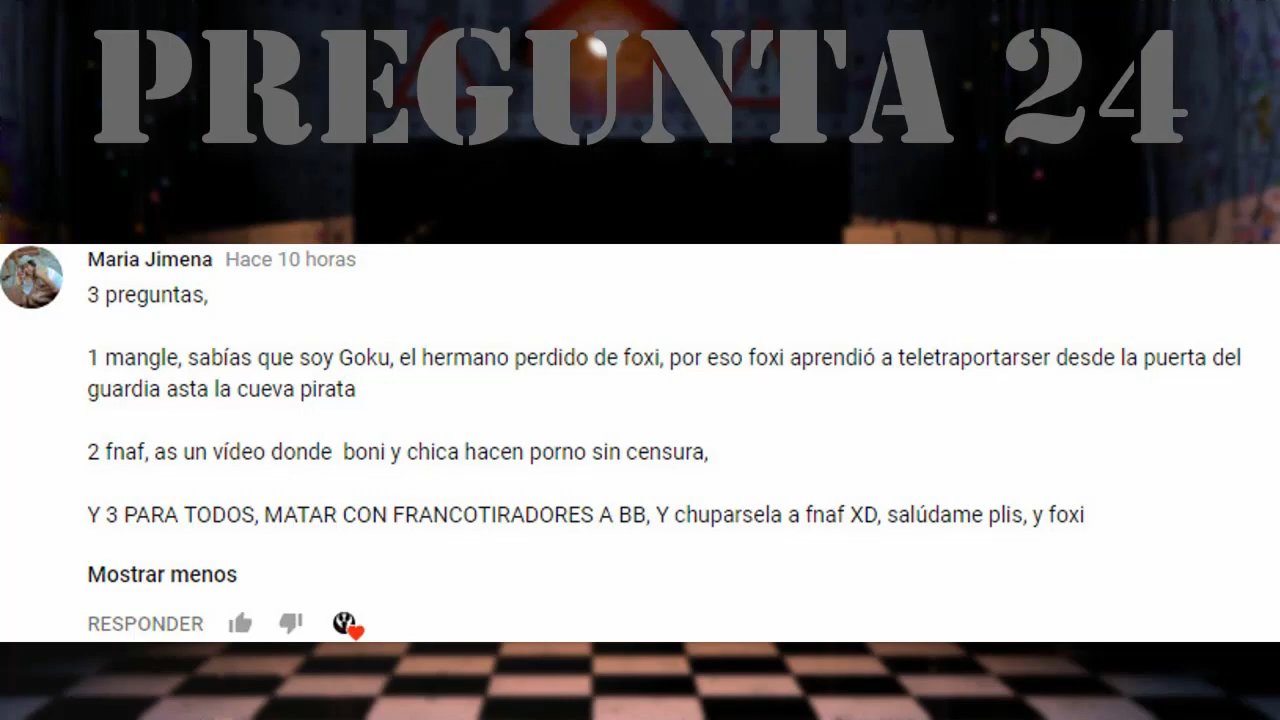 PREGUNTA 24
Maria Jimena Hace 10 horas
3 preguntas,
1 mangle, sabías que soy Goku, el hermano perdido de foxi, por eso foxi aprendió a teletraportarser desde la puerta del
guardia asta la cueva pirata
2 fnaf, as un vídeo donde  boni y chica hacen porno sin censura,
Y 3 PARA TODOS, MATAR CON FRANCOTIRADORES A BB, Y chuparsela a fnaf XD, salúdame plis, y foxi
Mostrar menos
RESPONDER